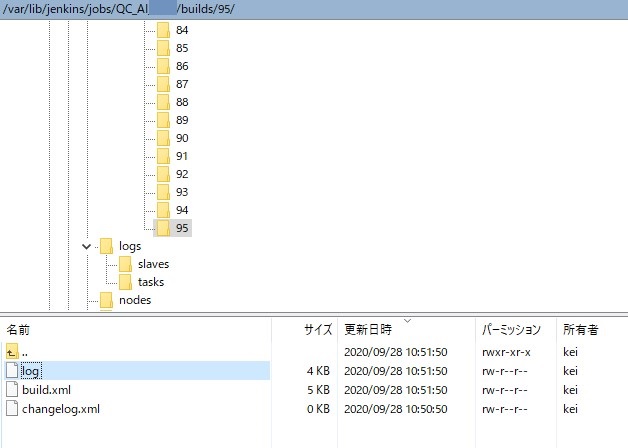 /var/lib/jenkins/jobs/QC_AI_ /builds/95/
84
85
86
87
88
89
90
91
92
93
94
95
logs
slaves
tasks
nodes
名前 サイズ 更新日時 パーミッション 所有者
.. 2020/09/28 10:51:50 rwxr-xr-x kei
log 4 KB 2020/09/28 10:51:50 rw-r--r-- kei
build.xml 5 KB 2020/09/28 10:51:50 rw-r--r-- kei
changelog.xml 0 KB 2020/09/28 10:50:50 rw-r--r-- kei